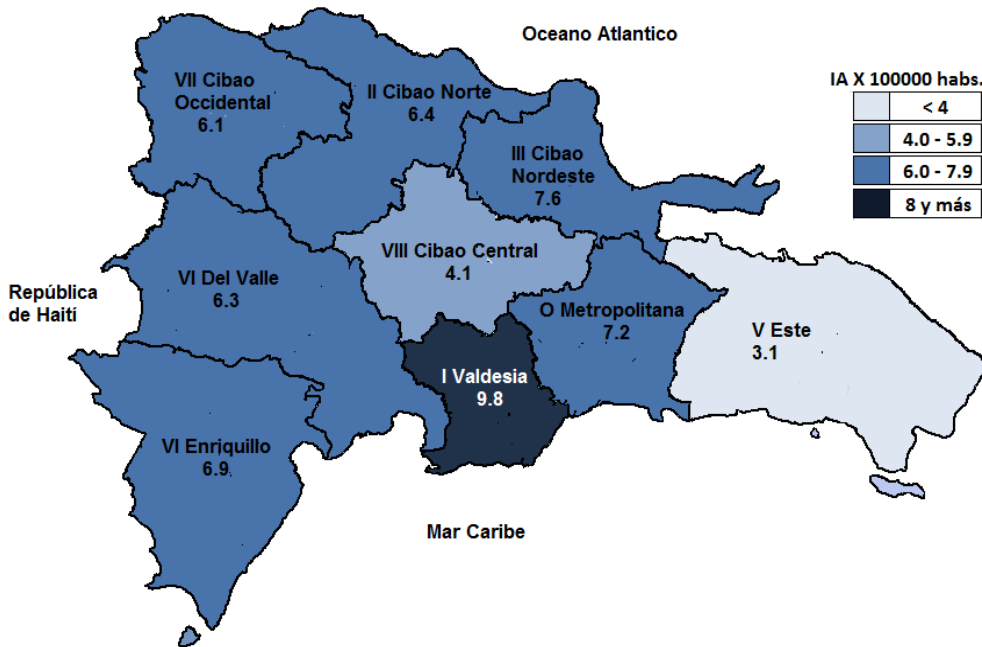 Oceano Atlantico
IA X 100000 habs.
< 4
4.0 - 5.9
6.0 - 7.9
8 y más
VII Cibao
Occidental
6.1
II Cibao Norte
6.4
III Cibao
Nordeste
7.6
VIII Cibao Central
4.1
VI Del Valle
6.3
República
de Haití
O Metropolitana
7.2
V Este
3.1
I Valdesia
9.8
VI Enriquillo
6.9
Mar Caribe